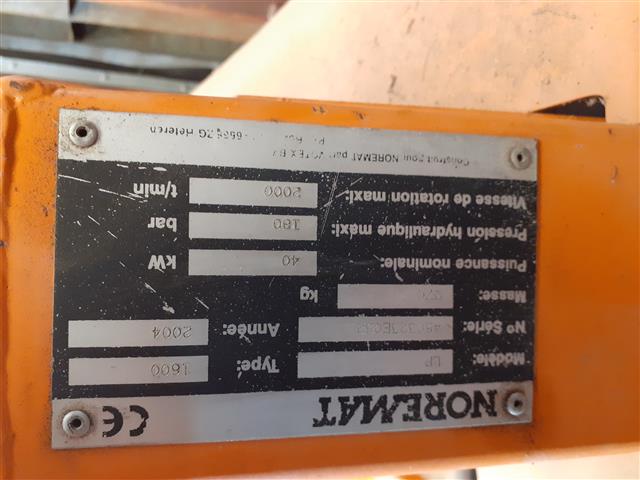 NOREMAT CE
Modèle: UP Type: 1600
N° Série: Année: 2004
Masse: kg
Puissance nominale: 40 kW
Pression hydraulique maxi: 180 bar
Vitesse de rotation maxi: 2000 t/min
Construit pour NOREMAT par: VOTEX B.V.
Heteren